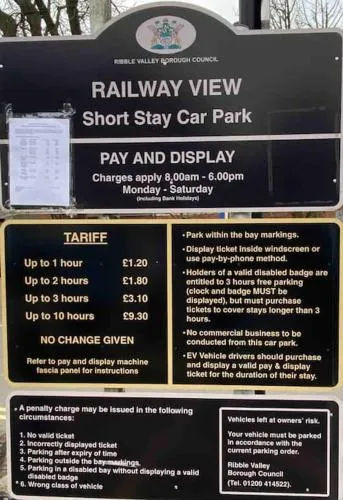 RIBBLE VALLEY BOROUGH COUNCIL
RAILWAY VIEW
Short Stay Car Park
PAY AND DISPLAY
Charges apply 8.00am - 6.00pm
Monday - Saturday
(including Bank Holidays)
TARIFF
Up to 1 hour £1.20
Up to 2 hours £1.80
Up to 3 hours £3.10
Up to 10 hours £9.30
NO CHANGE GIVEN
Refer to pay and display machine
fascia panel for instructions
• Park within the bay markings.
• Display ticket inside windscreen or
use pay-by-phone method.
• Holders of a valid disabled badge are
entitled to 3 hours free parking
(clock and badge MUST be
displayed), but must purchase
tickets to cover stays longer than 3
hours.
• No commercial business to be
conducted from this car park.
• EV Vehicle drivers should purchase
and display a valid pay & display
ticket for the duration of their stay.
A penalty charge may be issued in the following
circumstances:
1. No valid ticket
2. Incorrectly displayed ticket
3. Parking after expiry of time
4. Parking outside the bay markings.
5. Parking in a disabled bay without displaying a valid
disabled badge
* 6. Wrong class of vehicle
Vehicles left at owners' risk.
Your vehicle must be parked
in accordance with the
current parking order.
Ribble Valley
Borough Council
(Tel. 01200 414522).